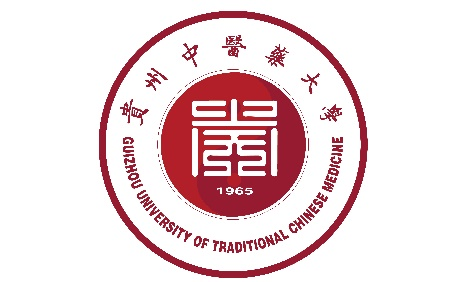 貴州中醫藥大學
1965
GUIZHOU UNIVERSITY OF TRADITIONAL CHINESE MEDICINE